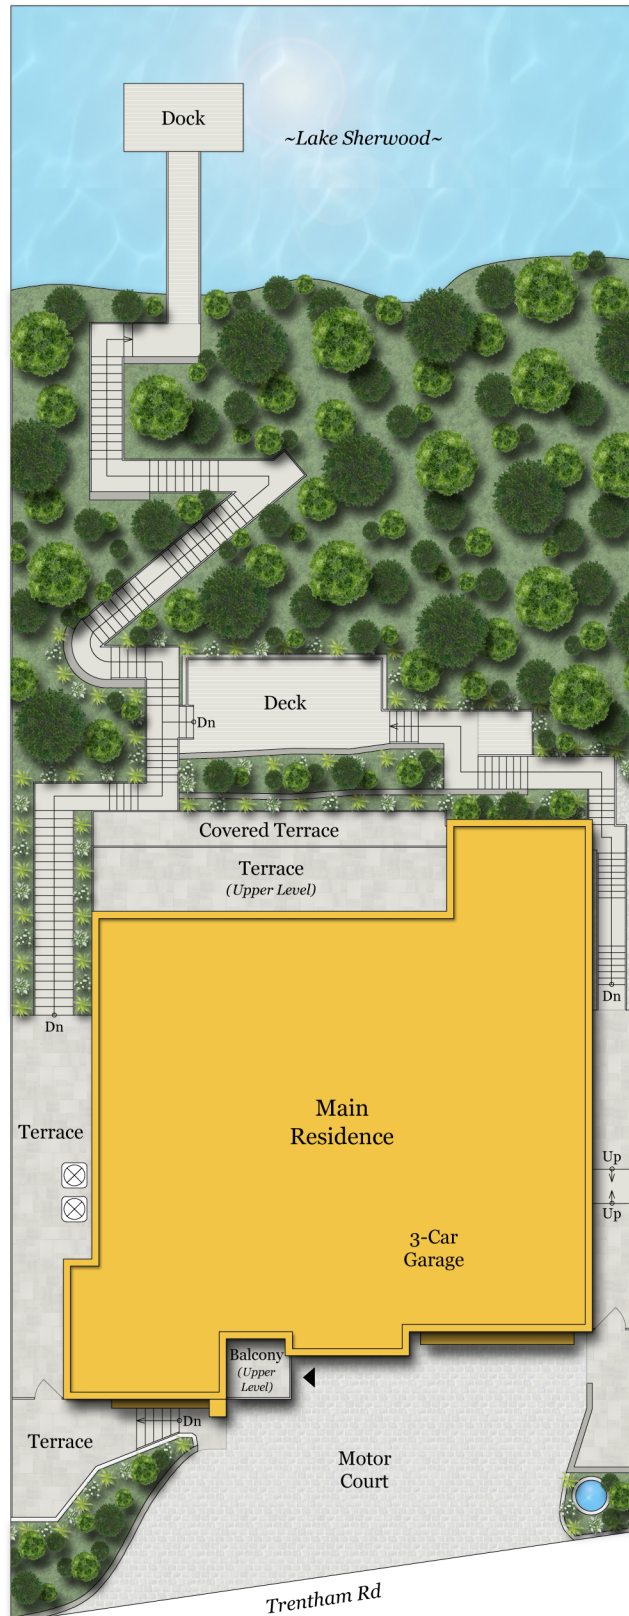 Dock
~Lake Sherwood~
Deck
Dn
Covered Terrace
Terrace
(Upper Level)
Dn
Dn
Main
Residence
Terrace
Up
Up
3-Car
Garage
Balcony
(Upper
Level)
Dn
Terrace
Motor
Court
Trentham Rd